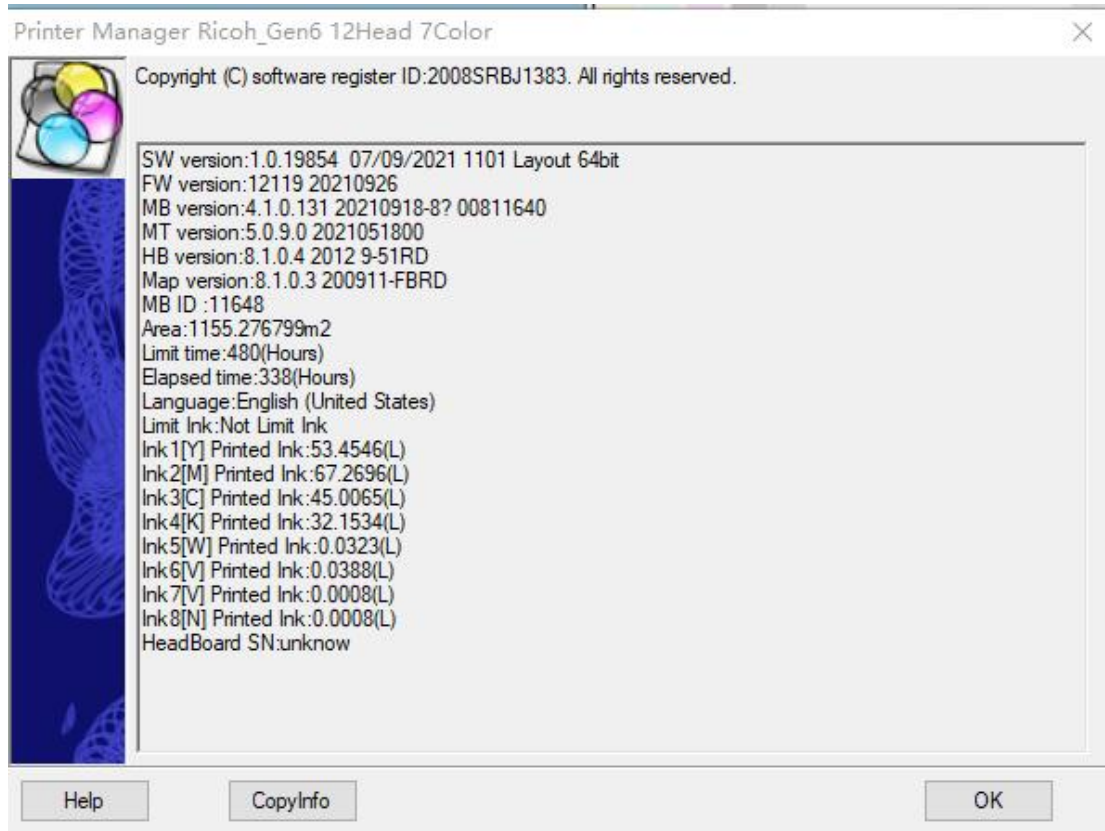 Printer Manager Ricoh_Gen6 12Head 7Color
Copyright (C) software register ID:2008SRBJ1383. All rights reserved.
SW version:1.0.19854 07/09/2021 1101 Layout 64bit
FW version:12119 20210926
MB version:4.1.0.131 20210918-8? 00811640
MT version:5.0.9.0 2021051800
HB version:8.1.0.4 2012 9-51RD
Map version:8.1.0.3 200911-FBRD
MB ID :11648
Area:1155.276799m2
Limit time:480(Hours)
Elapsed time:338(Hours)
Language:English (United States)
Limit Ink:Not Limit Ink
Ink1[Y] Printed Ink:53.4546(L)
Ink2[M] Printed Ink:67.2696(L)
Ink3[C] Printed Ink:45.0065(L)
Ink4[K] Printed Ink:32.1534(L)
Ink5[W] Printed Ink:0.0323(L)
Ink6[V] Printed Ink:0.0388(L)
Ink7[V] Printed Ink:0.0008(L)
Ink8[N] Printed Ink:0.0008(L)
HeadBoard SN:unknow
Help
CopyInfo
OK